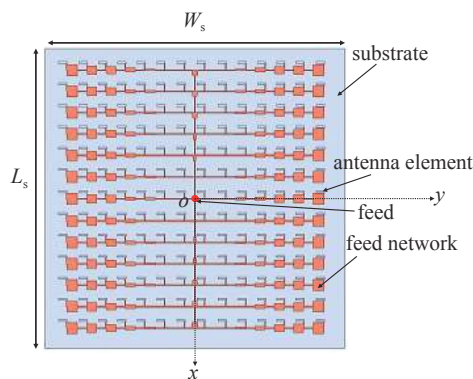 Ws
substrate
Ls
antenna element
o
y
feed
feed network
x